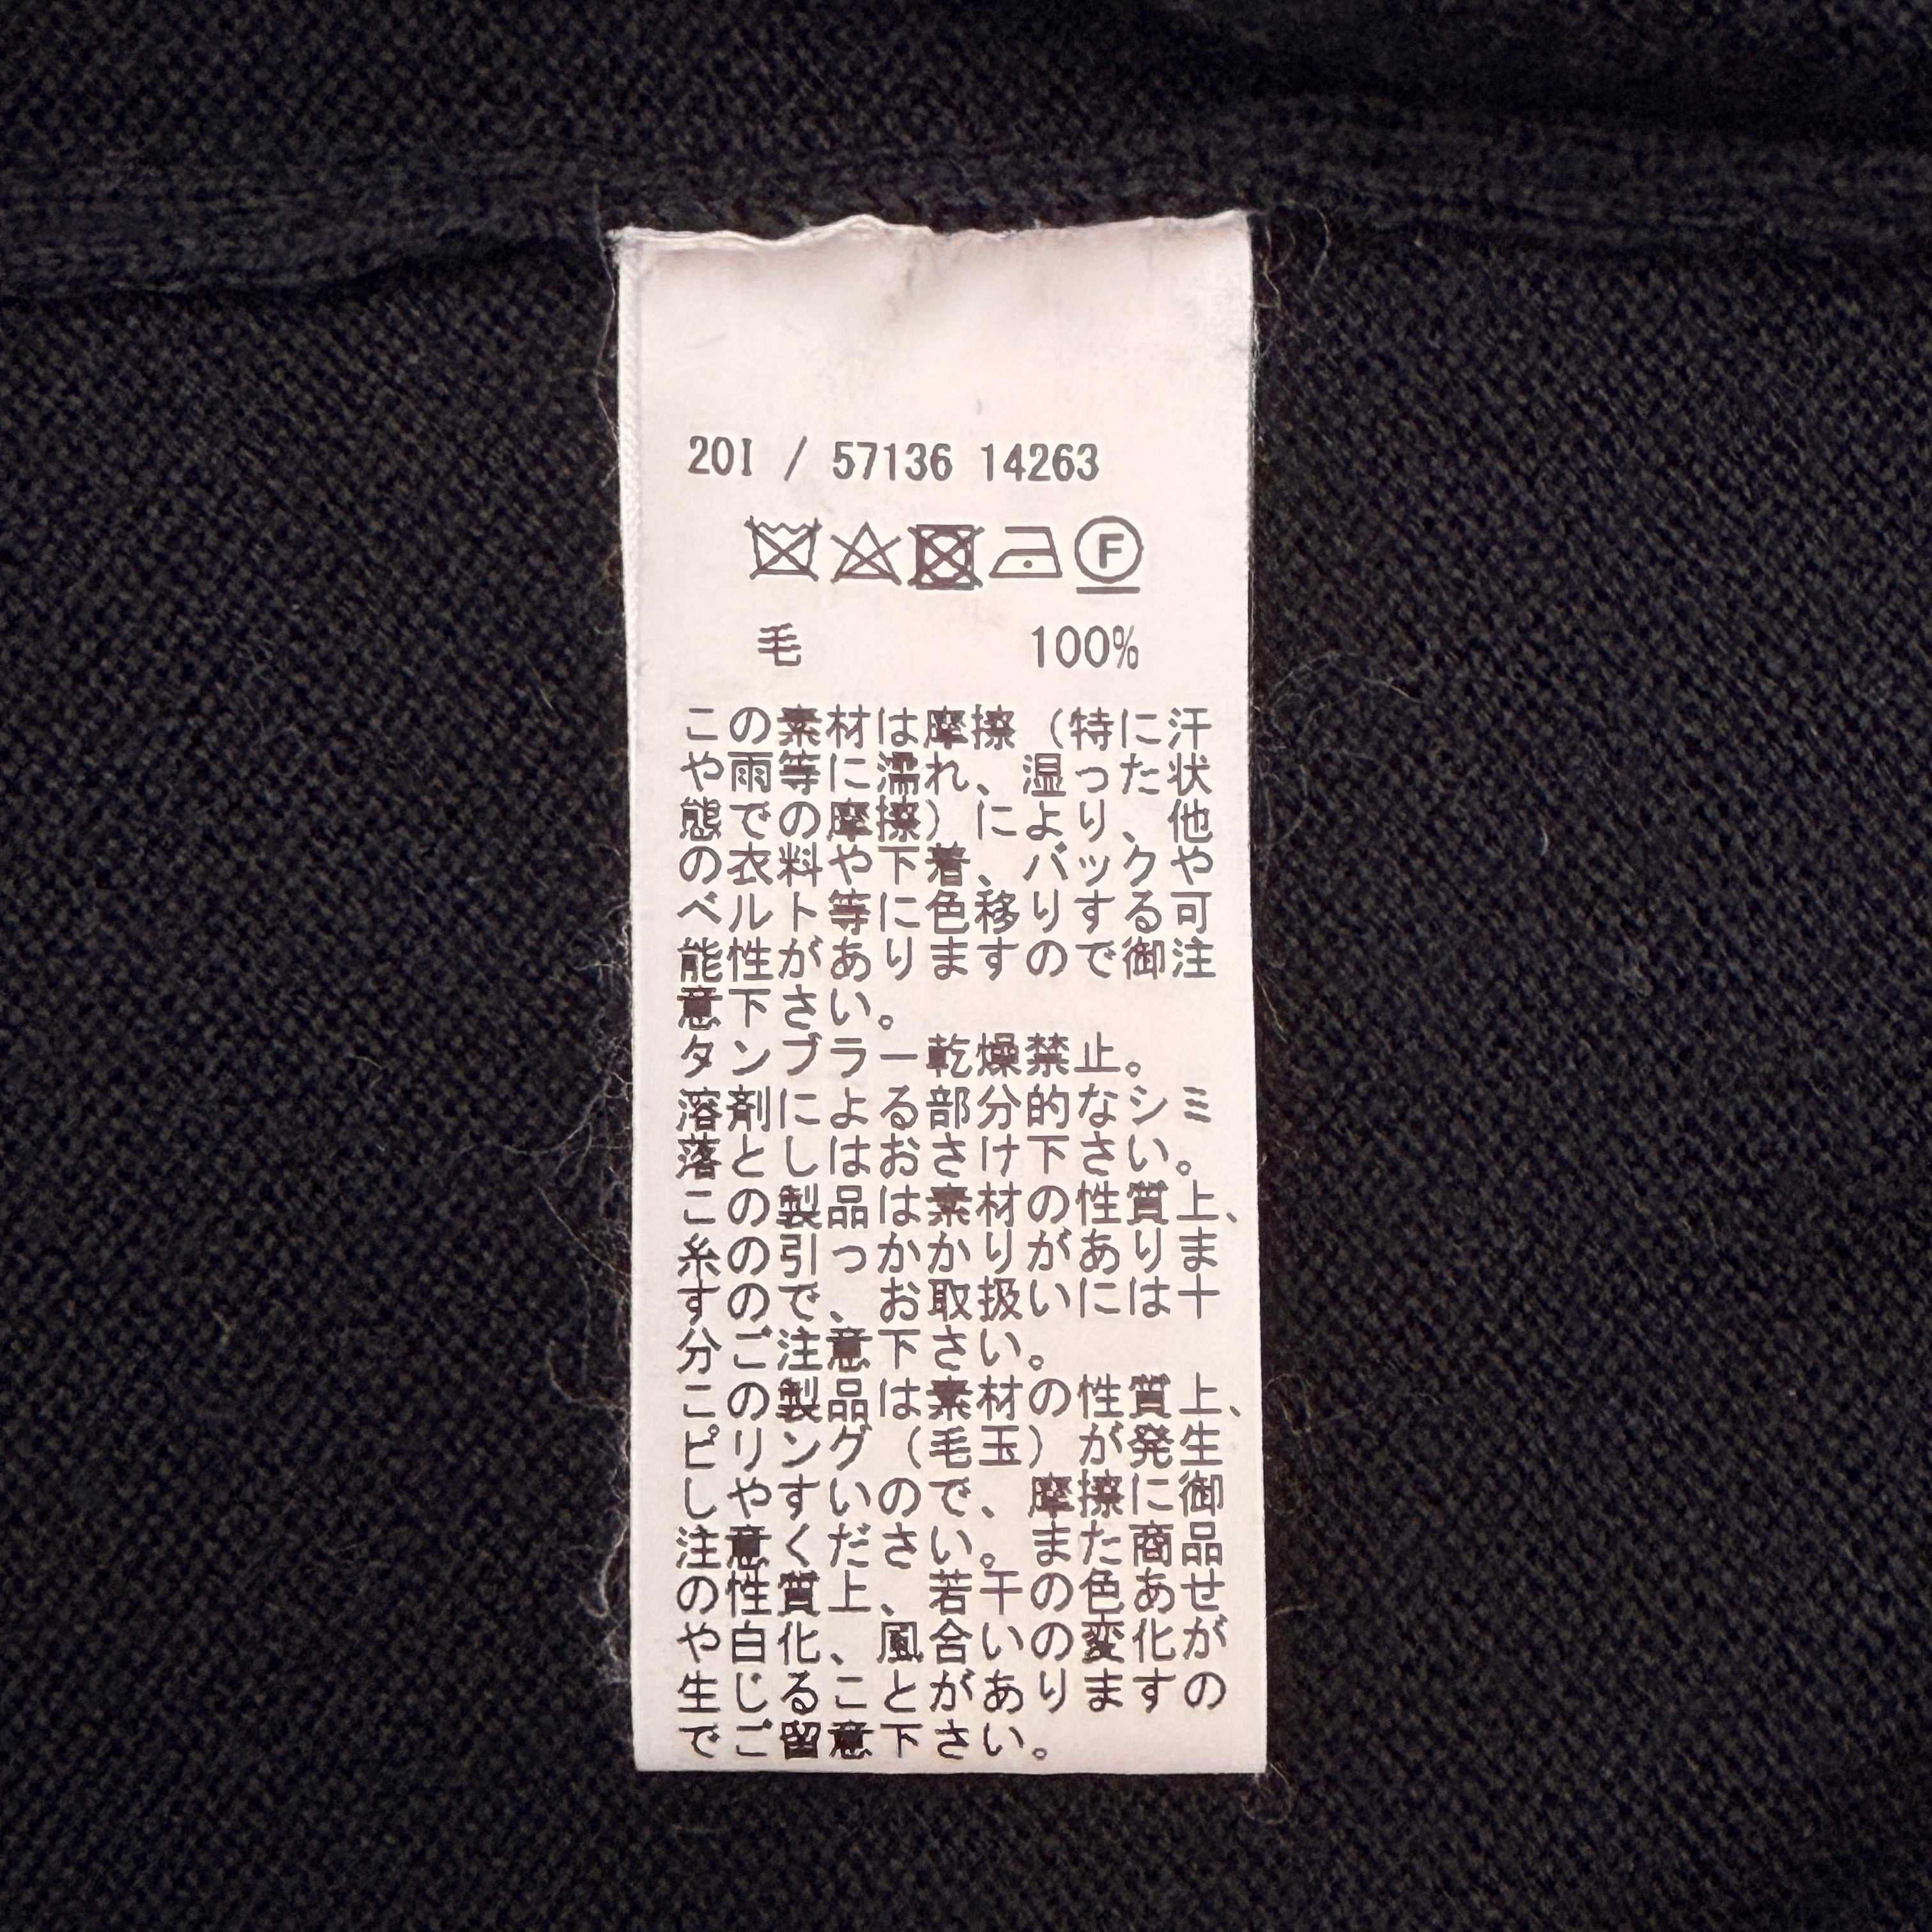 20I / 57136 14263
F
毛 100%
この素材は摩擦（特に汗
や雨等に濡れ、湿った状
態での摩擦）により、他
の衣料や下着、バックや
ベルト等に色移りする可
能性がありますので御注
意下さい。
タンブラー乾燥禁止。
溶剤による部分的なシミ
落としはおさけ下さい。
この製品は素材の性質上、
糸の引っかかりがありま
すので、お取扱いには十
分ご注意下さい。
この製品は素材の性質上、
ピリング（毛玉）が発生
しやすいので、摩擦に御
注意ください。また商品
の性質上、若干の色あせ
や白化、風合いの変化が
生じることがありますの
でご留意下さい。